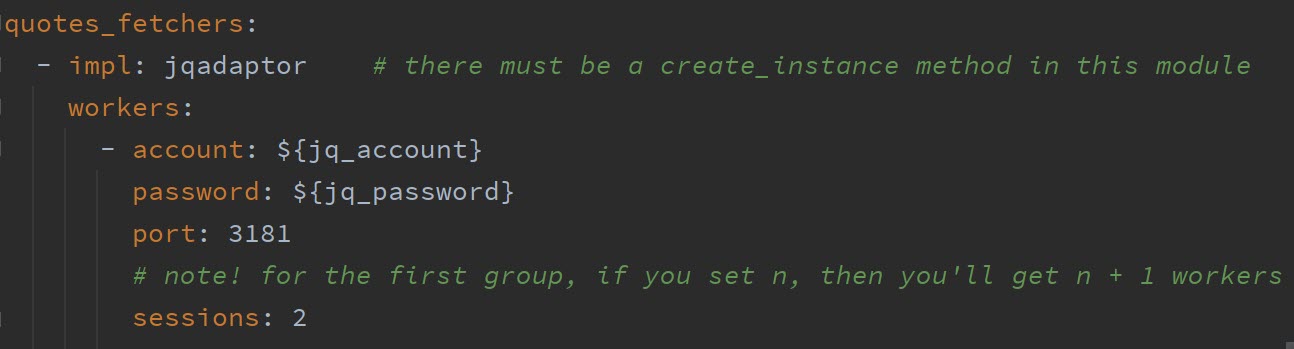 quotes_fetchers:
- impl: jqadaptor    # there must be a create_instance method in this module
workers:
- account: ${jq_account}
password: ${jq_password}
port: 3181
# note! for the first group, if you set n, then you'll get n + 1 workers
sessions: 2